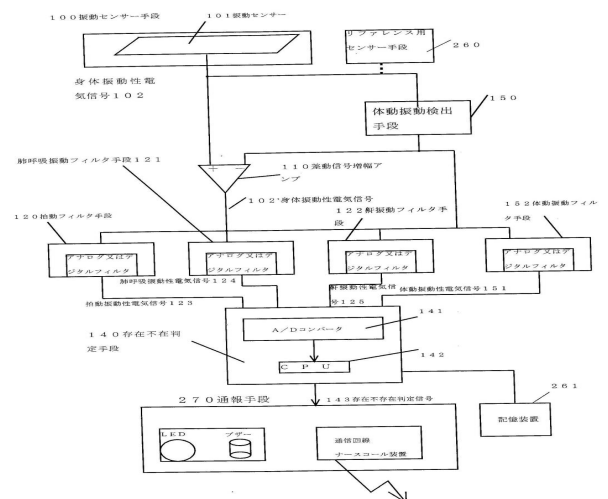 100振動センサー手段
101振動センサー
リファレンス用
センサー手段
260
身体振動性電
気信号102
150
体動振動検出
手段
肺呼吸振動フィルタ手段121
＋ −
110差動信号増幅ア
ンプ
102'身体振動性電気信号
120拍動フィルタ手段
122鼾振動フィルタ手
段
152体動振動フィル
タ手段
アナログ又はデ
ジタルフィルタ
アナログ又はデ
ジタルフィルタ
アナログ又はデ
ジタルフィルタ
アナログ又はデ
ジタルフィルタ
肺呼吸振動性電気信号124
鼾振動性電気信
号125
体動振動性電気信号151
拍動振動性電気信号123
140存在不在判
定手段
A/Dコンバータ
141
CPU
142
270通報手段
143存在不存在判定信号
261
記憶装置
LED
ブザー
通信回線
ナースコール装置